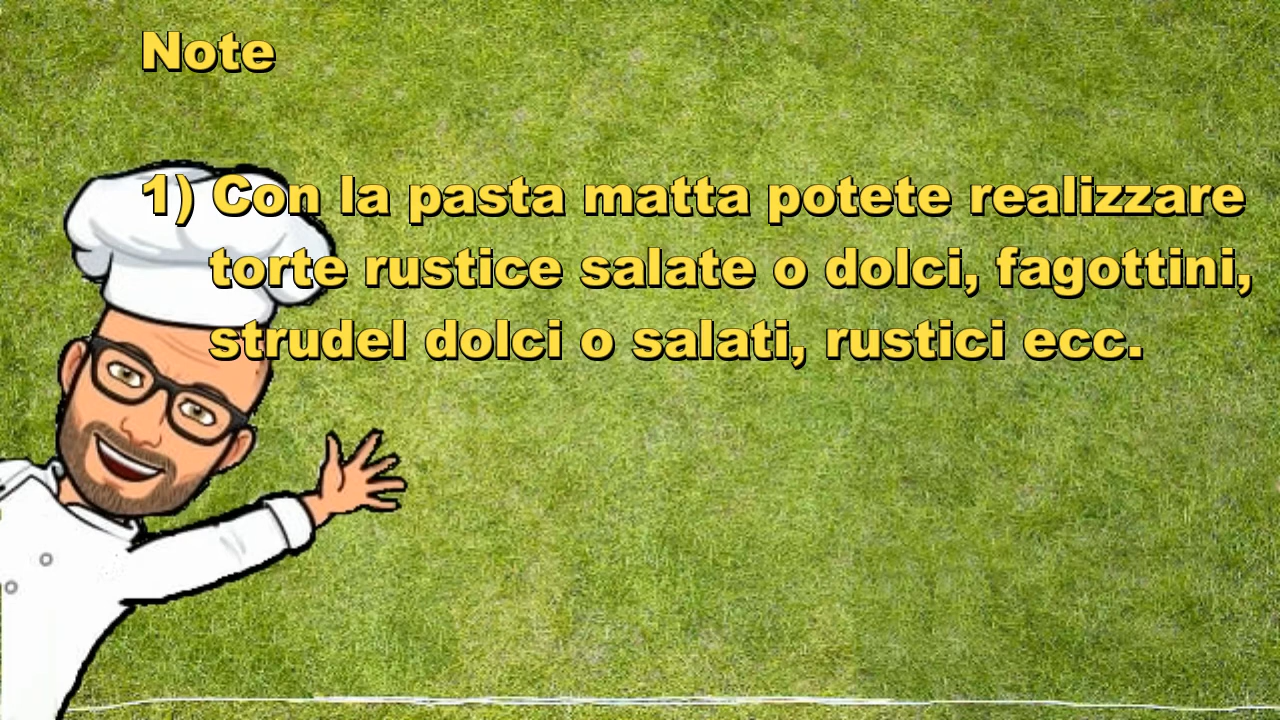 Note
1) Con la pasta matta potete realizzare
torte rustice salate o dolci, fagottini,
strudel dolci o salati, rustici ecc.